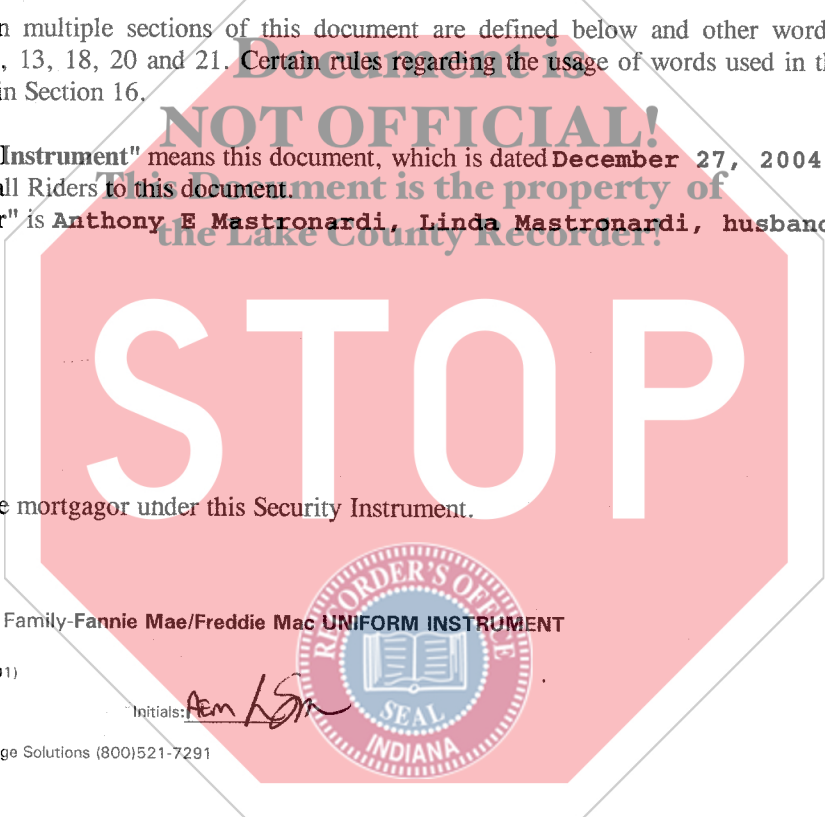 n multiple sections of this document are defined below and other word
, 13, 18, 20 and 21. Certain rules regarding the usage of words used in th
in Section 16.
Document is
NOT OFFICIAL!
This Document is the property of
the Lake County Recorder!
Instrument" means this document, which is dated December 27, 2004
all Riders to this document.
r" is Anthony E Mastronardi, Linda Mastronardi, husband
STOP
e mortgagor under this Security Instrument.
RECORDER'S OFFICE
SEAL
INDIANA
Family-Fannie Mae/Freddie Mac UNIFORM INSTRUMENT
01)
Initials: AEM LSM
ge Solutions (800)521-7291